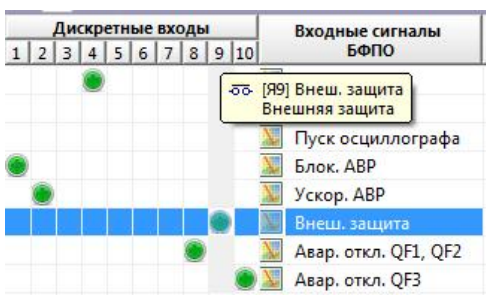 Дискретные входы
Входные сигналы
БФПО
1 2 3 4 5 6 7 8 9 10
[Я9] Внеш. защита
Внешняя защита
Пуск осциллографа
Блок. АВР
Ускор. АВР
Внеш. защита
Авар. откл. QF1, QF2
Авар. откл. QF3